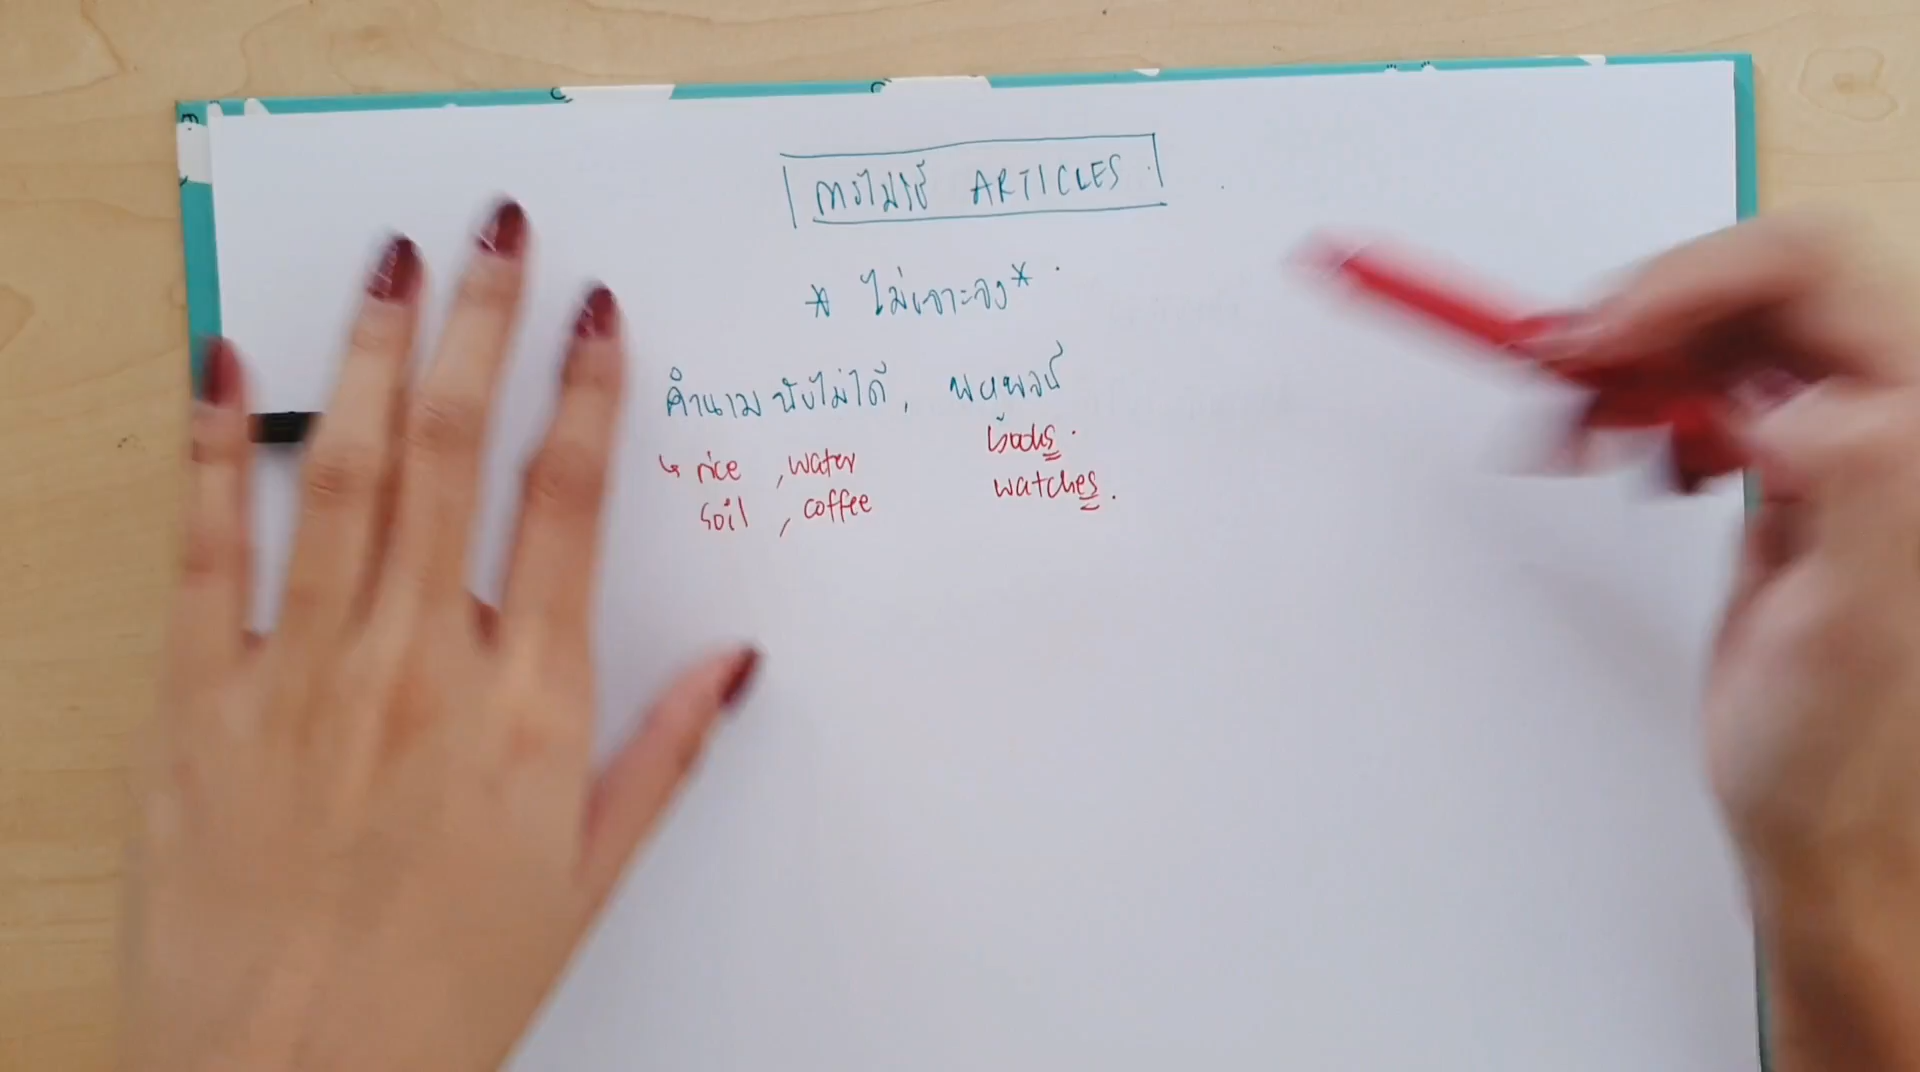 การไม่ใช้ ARTICLES
* ไม่เจาะจง *
คำนามนับไม่ได้, พหูพจน์
↳ rice , water books.
soil , coffee watches.